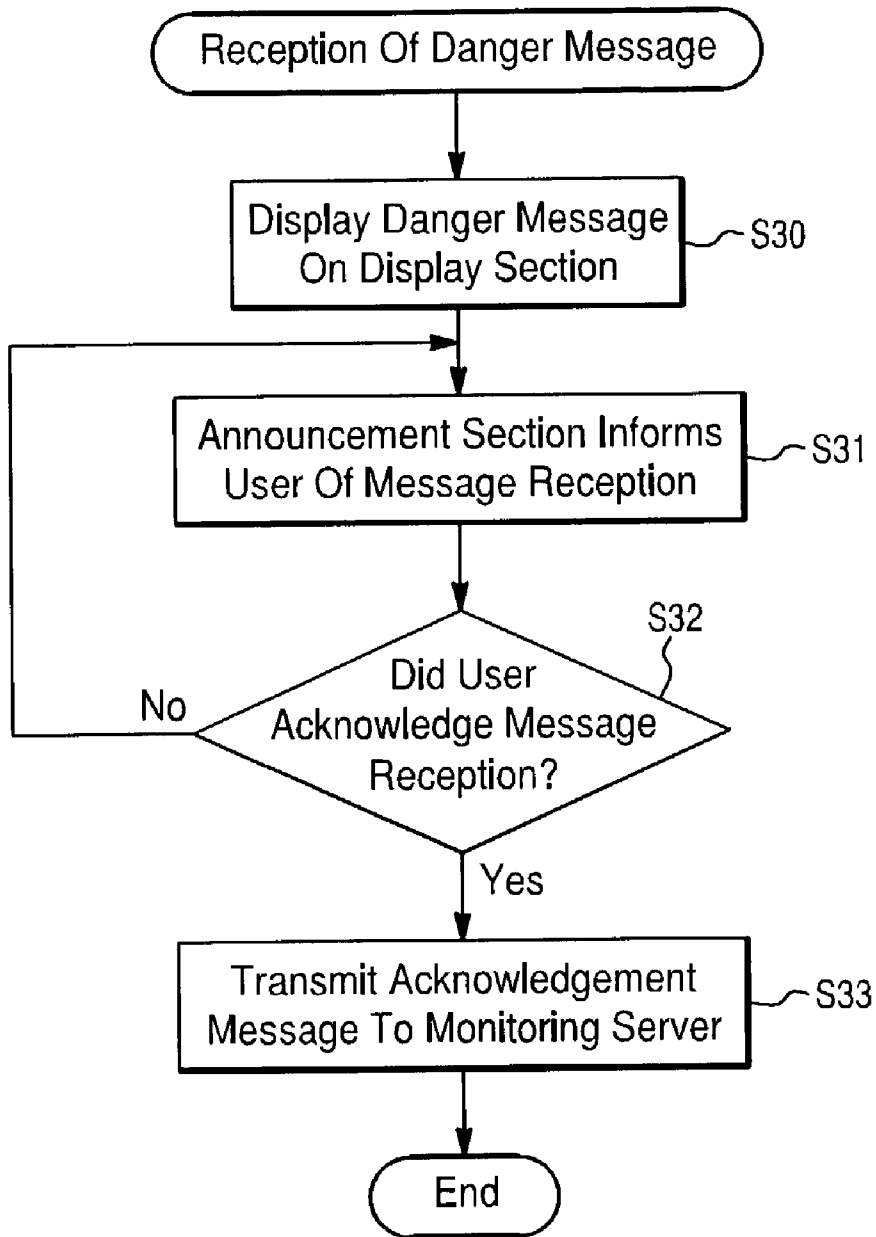 Reception Of Danger Message
Display Danger Message
On Display Section
S30
Announcement Section Informs
User Of Message Reception
S31
S32
Did User
Acknowledge Message
Reception?
No
Yes
Transmit Acknowledgement
Message To Monitoring Server
S33
End